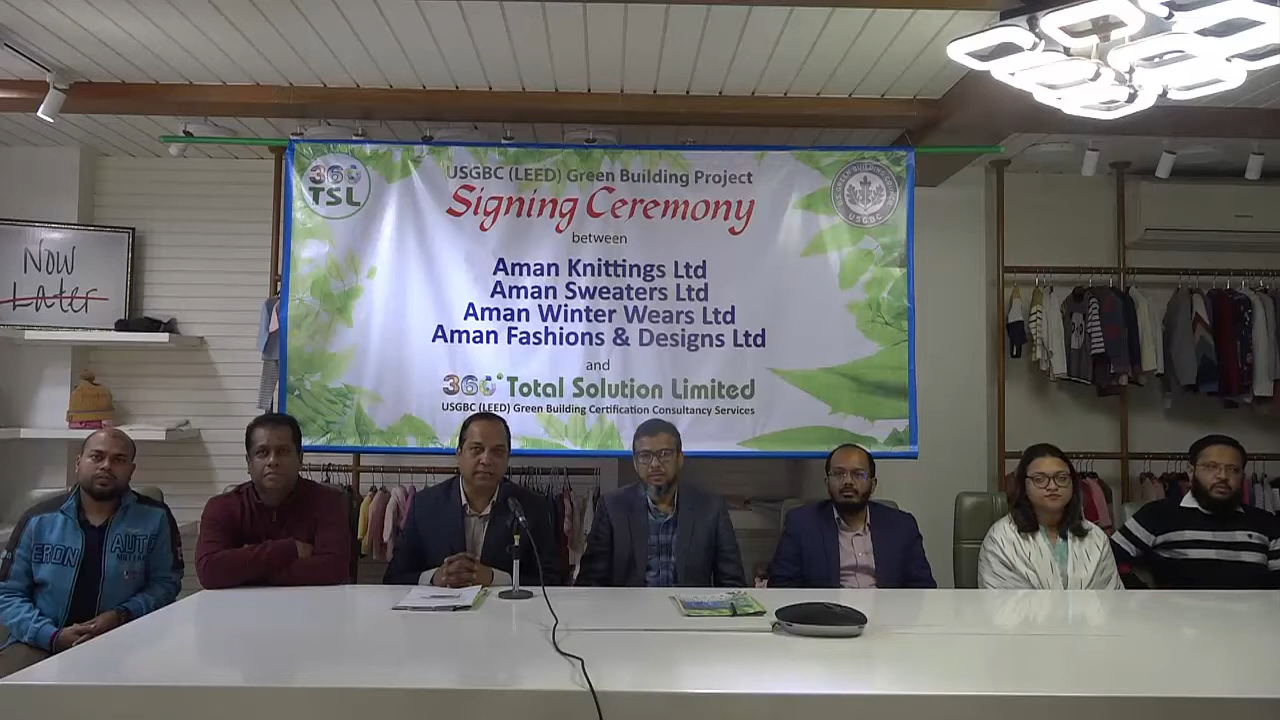 360
TSL
USGBC (LEED) Green Building Project
Signing Ceremony
between
Aman Knittings Ltd
Aman Sweaters Ltd
Aman Winter Wears Ltd
Aman Fashions & Designs Ltd
and
360° Total Solution Limited
USGBC (LEED) Green Building Certification Consultancy Services
USGBC
NOW
Later
AUTO